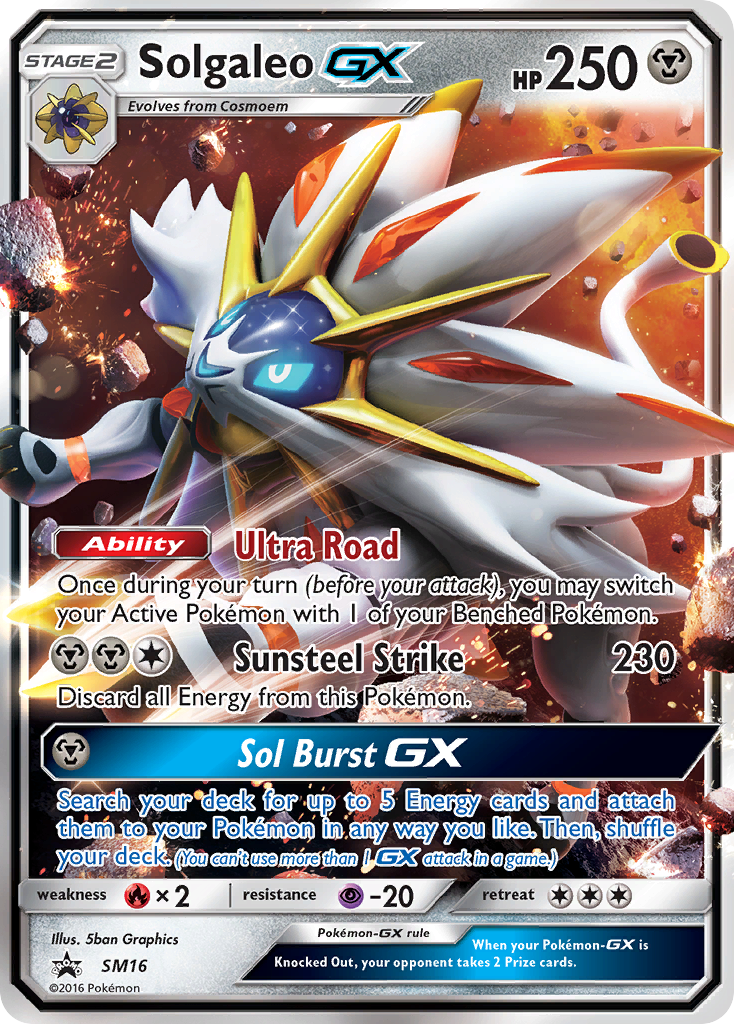 STAGE2
Solgaleo GX
HP 250
Evolves from Cosmoem
Ability Ultra Road
Once during your turn (before your attack), you may switch
your Active Pokémon with 1 of your Benched Pokémon.
Sunsteel Strike 230
Discard all Energy from this Pokémon.
Sol Burst GX
Search your deck for up to 5 Energy cards and attach
them to your Pokémon in any way you like. Then, shuffle
your deck. (You can't use more than 1 GX attack in a game.)
weakness × 2 resistance -20 retreat
Illus. 5ban Graphics
Pokémon-GX rule
When your Pokémon-GX is
Knocked Out, your opponent takes 2 Prize cards.
SM16
©2016 Pokémon